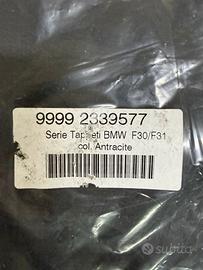 9999 2339577
Serie Tappeti BMW F30/F31
col. Antracite
subito